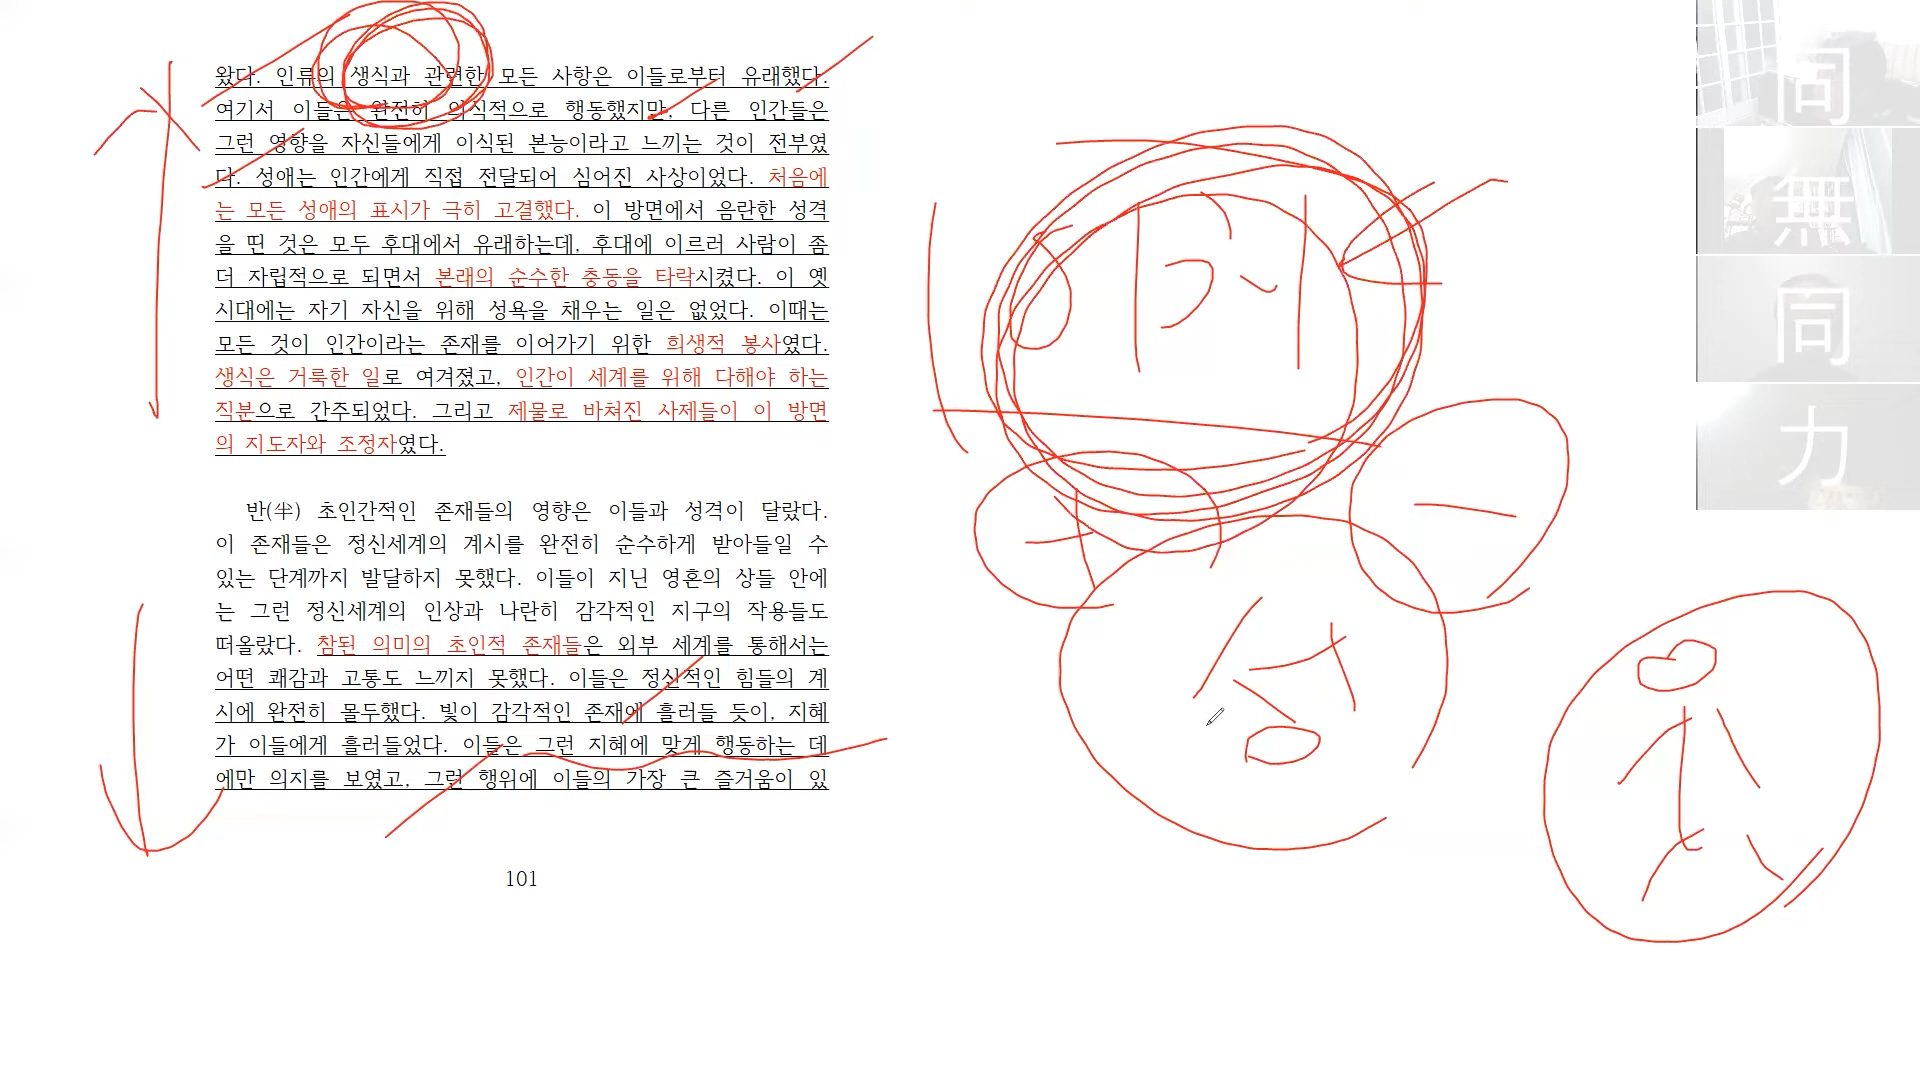 왔다. 인류의 생식과 관련한 모든 사항은 이들로부터 유래했다.
여기서 이들은 완전히 의식적으로 행동했지만, 다른 인간들은
그런 영향을 자신들에게 이식된 본능이라고 느끼는 것이 전부였
다. 성애는 인간에게 직접 전달되어 심어진 사상이었다. 처음에
는 모든 성애의 표시가 극히 고결했다. 이 방면에서 음란한 성격
을 띤 것은 모두 후대에서 유래하는데, 후대에 이르러 사람이 좀
더 자립적으로 되면서 본래의 순수한 충동을 타락시켰다. 이 옛
시대에는 자기 자신을 위해 성욕을 채우는 일은 없었다. 이때는
모든 것이 인간이라는 존재를 이어가기 위한 희생적 봉사였다.
생식은 거룩한 일로 여겨졌고, 인간이 세계를 위해 다해야 하는
직분으로 간주되었다. 그리고 제물로 바쳐진 사제들이 이 방면
의 지도자와 조정자였다.
반(半) 초인간적인 존재들의 영향은 이들과 성격이 달랐다.
이 존재들은 정신세계의 계시를 완전히 순수하게 받아들일 수
있는 단계까지 발달하지 못했다. 이들이 지닌 영혼의 상들 안에
는 그런 정신세계의 인상과 나란히 감각적인 지구의 작용들도
떠올랐다. 참된 의미의 초인적 존재들은 외부 세계를 통해서는
어떤 쾌감과 고통도 느끼지 못했다. 이들은 정신적인 힘들의 계
시에 완전히 몰두했다. 빛이 감각적인 존재에 흘러들 듯이, 지혜
가 이들에게 흘러들었다. 이들은 그런 지혜에 맞게 행동하는 데
에만 의지를 보였고, 그런 행위에 이들의 가장 큰 즐거움이 있
101
同
無
同
力